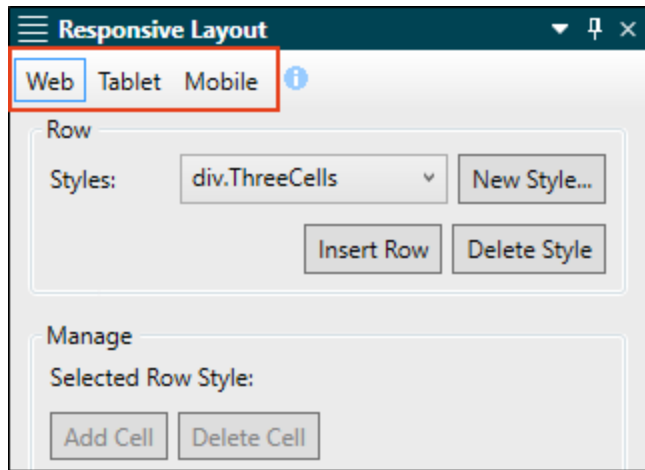 Responsive Layout
Web Tablet Mobile
Row
Styles: div.ThreeCells New Style...
Insert Row Delete Style
Manage
Selected Row Style:
Add Cell Delete Cell